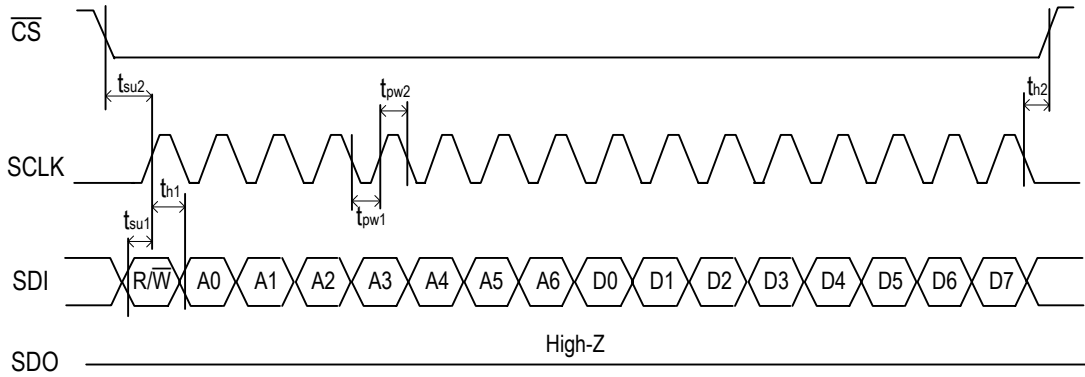 CS
tsu2
tpw2
th2
SCLK
th1
tpw1
tsu1
SDI
R/W A0 A1 A2 A3 A4 A5 A6 D0 D1 D2 D3 D4 D5 D6 D7
High-Z
SDO